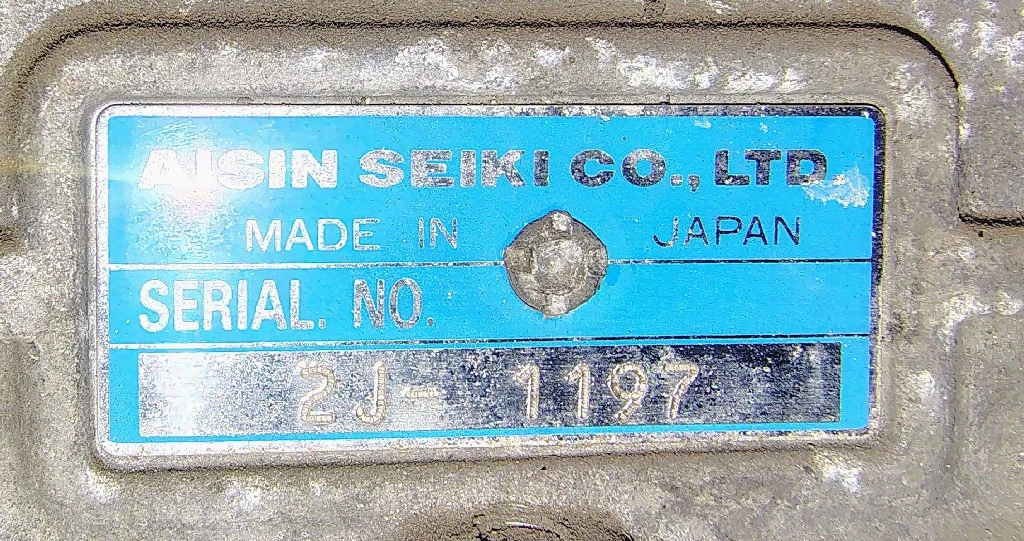 AISIN SEIKI CO., LTD.
MADE IN JAPAN
SERIAL. NO.
2J- 1197